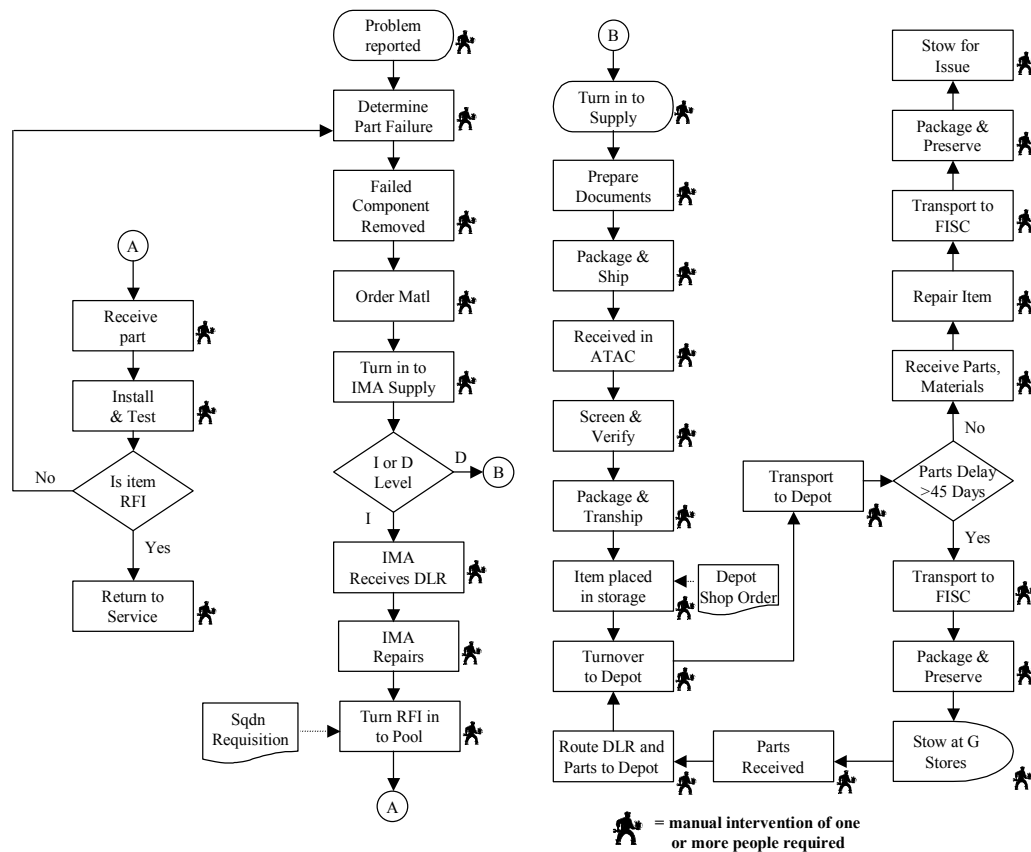 Problem
reported
Determine
Part Failure
Failed
Component
Removed
Order Matl
Turn in to
IMA Supply
I or D
Level
D
B
I
IMA
Receives DLR
IMA
Repairs
Sqdn
Requisition
Turn RFI in
to Pool
A
A
Receive
part
Install
& Test
Is item
RFI
No
Yes
Return to
Service
B
Turn in to
Supply
Prepare
Documents
Package &
Ship
Received in
ATAC
Screen &
Verify
Package &
Tranship
Item placed
in storage
Depot
Shop Order
Turnover
to Depot
Route DLR and
Parts to Depot
Parts
Received
Transport
to Depot
Stow for
Issue
Package &
Preserve
Transport to
FISC
Repair Item
Receive Parts,
Materials
No
Parts Delay
>45 Days
Yes
Transport to
FISC
Package &
Preserve
Stow at G
Stores
= manual intervention of one
or more people required